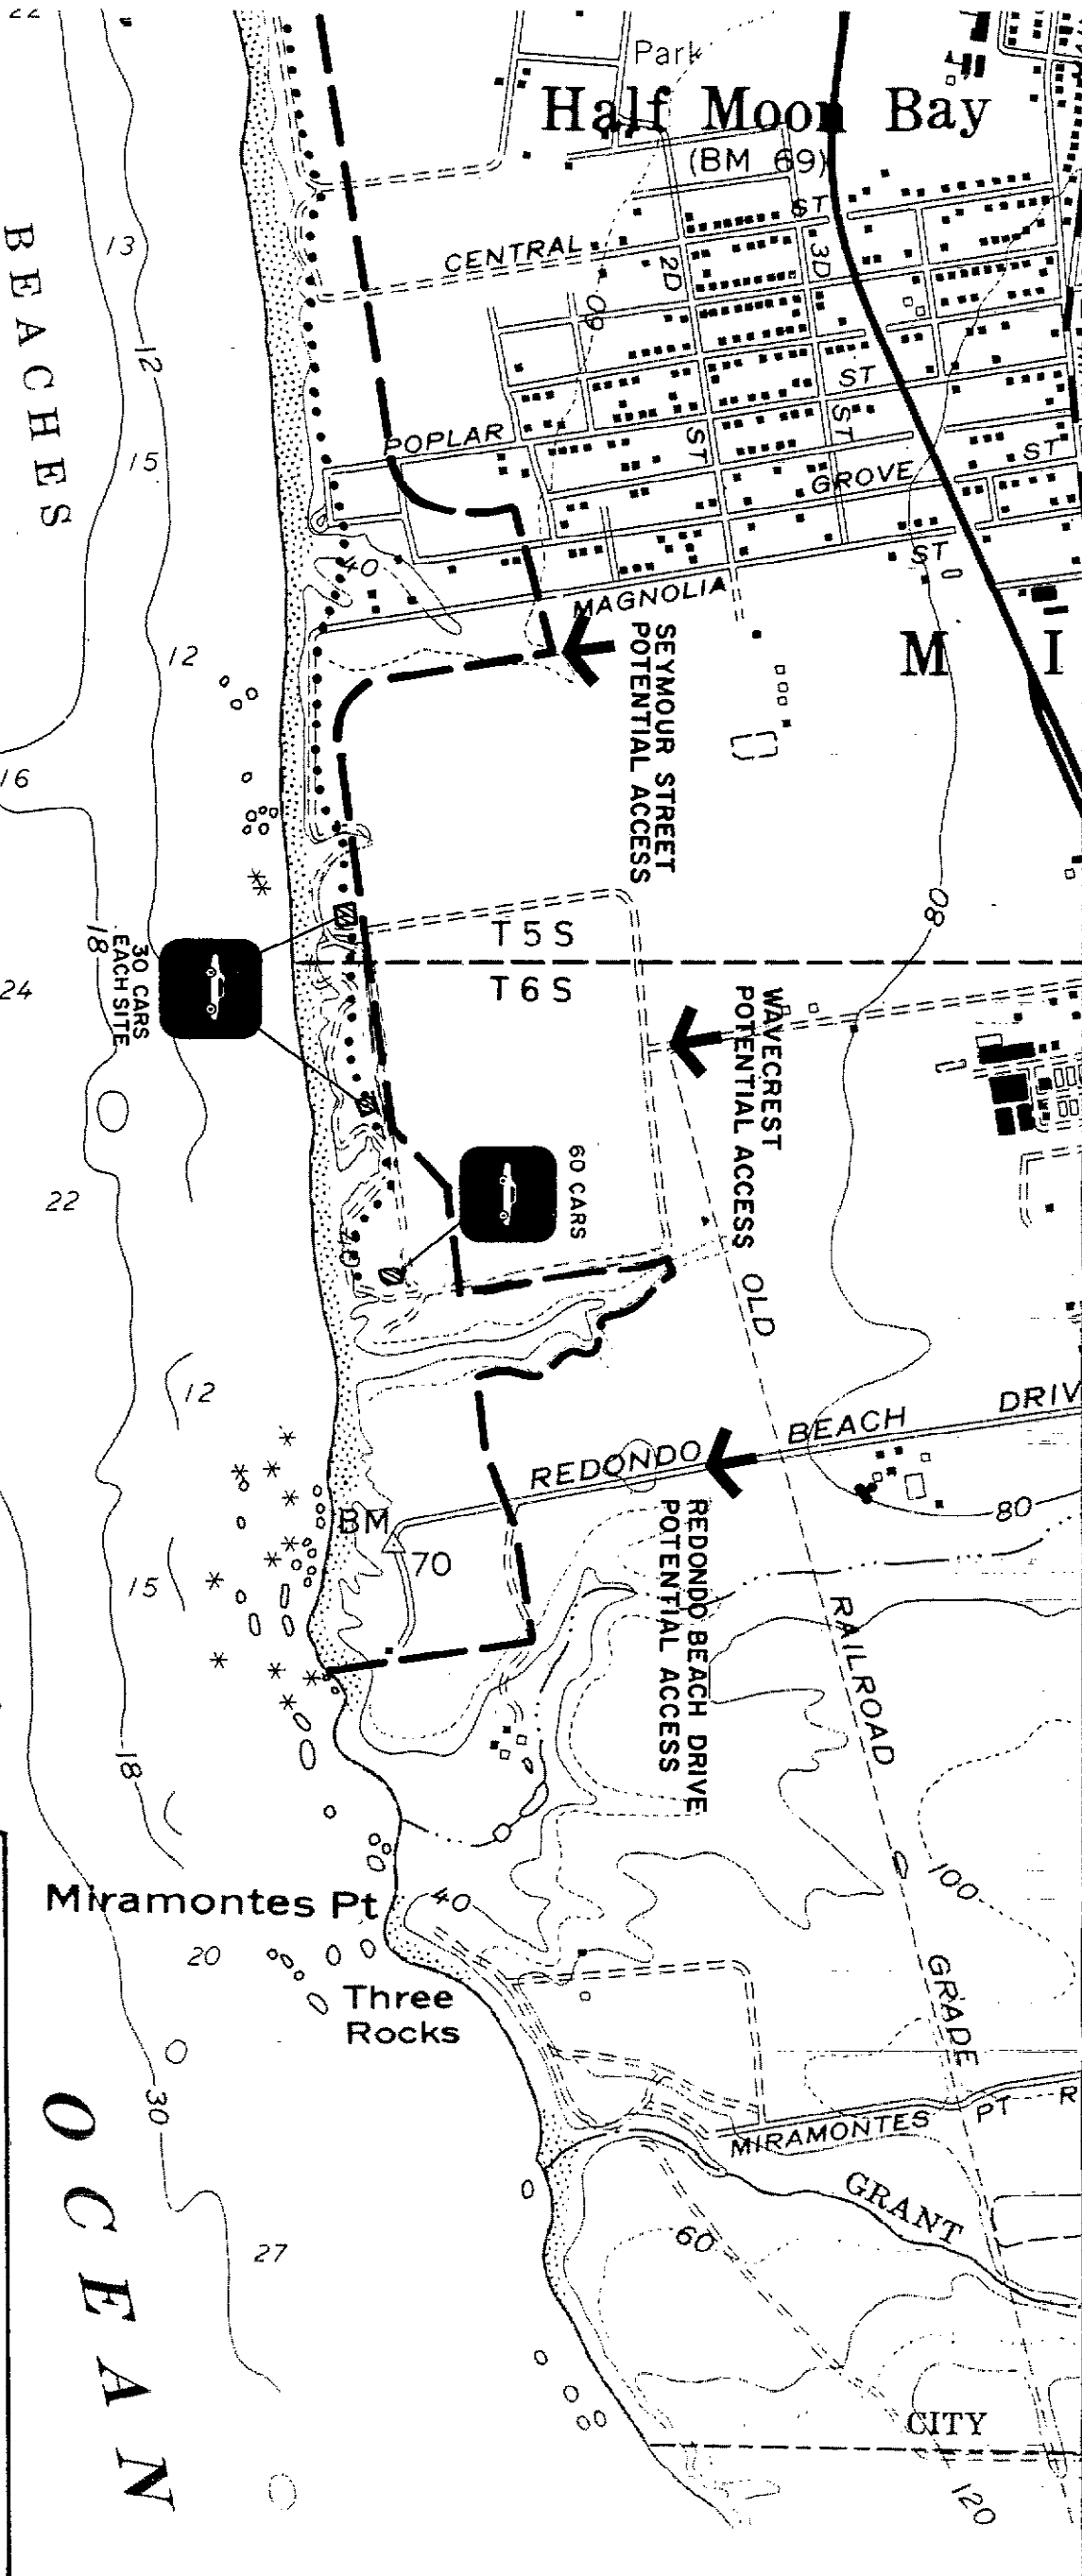 22
Park
Half Moon Bay
(BM 69)
ST
CENTRAL
2D
3D
13
BEACHES
60
12
ST
POPLAR
ST
ST
ST
15
GROVE
ST
40
MAGNOLIA
SEYMOUR STREET
POTENTIAL ACCESS
M I
12
16
80
T5S
T6S
30 CARS
EACH SITE
18
24
WAVECREST
POTENTIAL ACCESS
60 CARS
22
40
OLD
12
REDONDO BEACH DRIV
BM
70
80
REDONDO BEACH DRIVE
POTENTIAL ACCESS
15
RAILROAD
18
100
Miramontes Pt
40
20
Three
Rocks
GRADE
30
MIRAMONTES PT R
OCEAN
GRANT
60
27
CITY
120